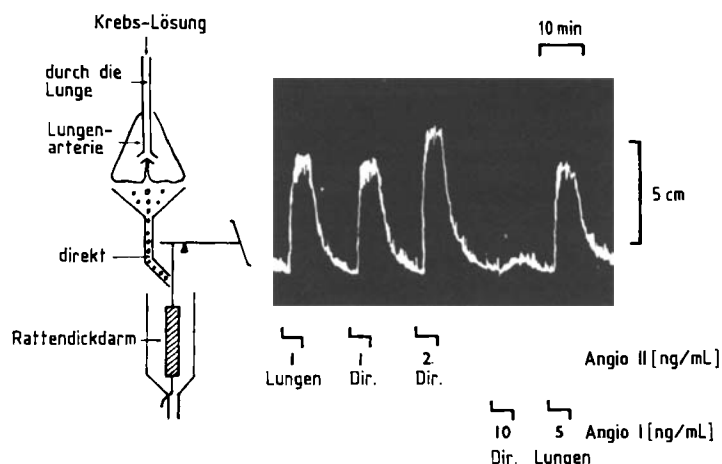 Krebs-Lösung
durch die
Lunge
Lungen-
arterie
direkt
Rattendickdarm
10 min
5 cm
1 1 2. Angio II [ng/mL]
Lungen Dir. Dir.
10 5 Angio I [ng/mL]
Dir. Lungen